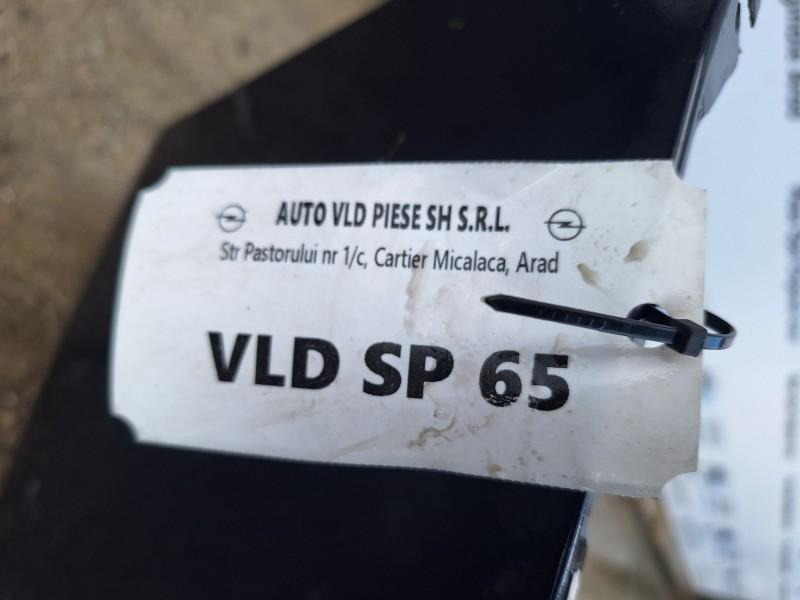 AUTO VLD PIESE SH S.R.L.
Str Pastorului nr 1/c, Cartier Micalaca, Arad
VLD SP 65